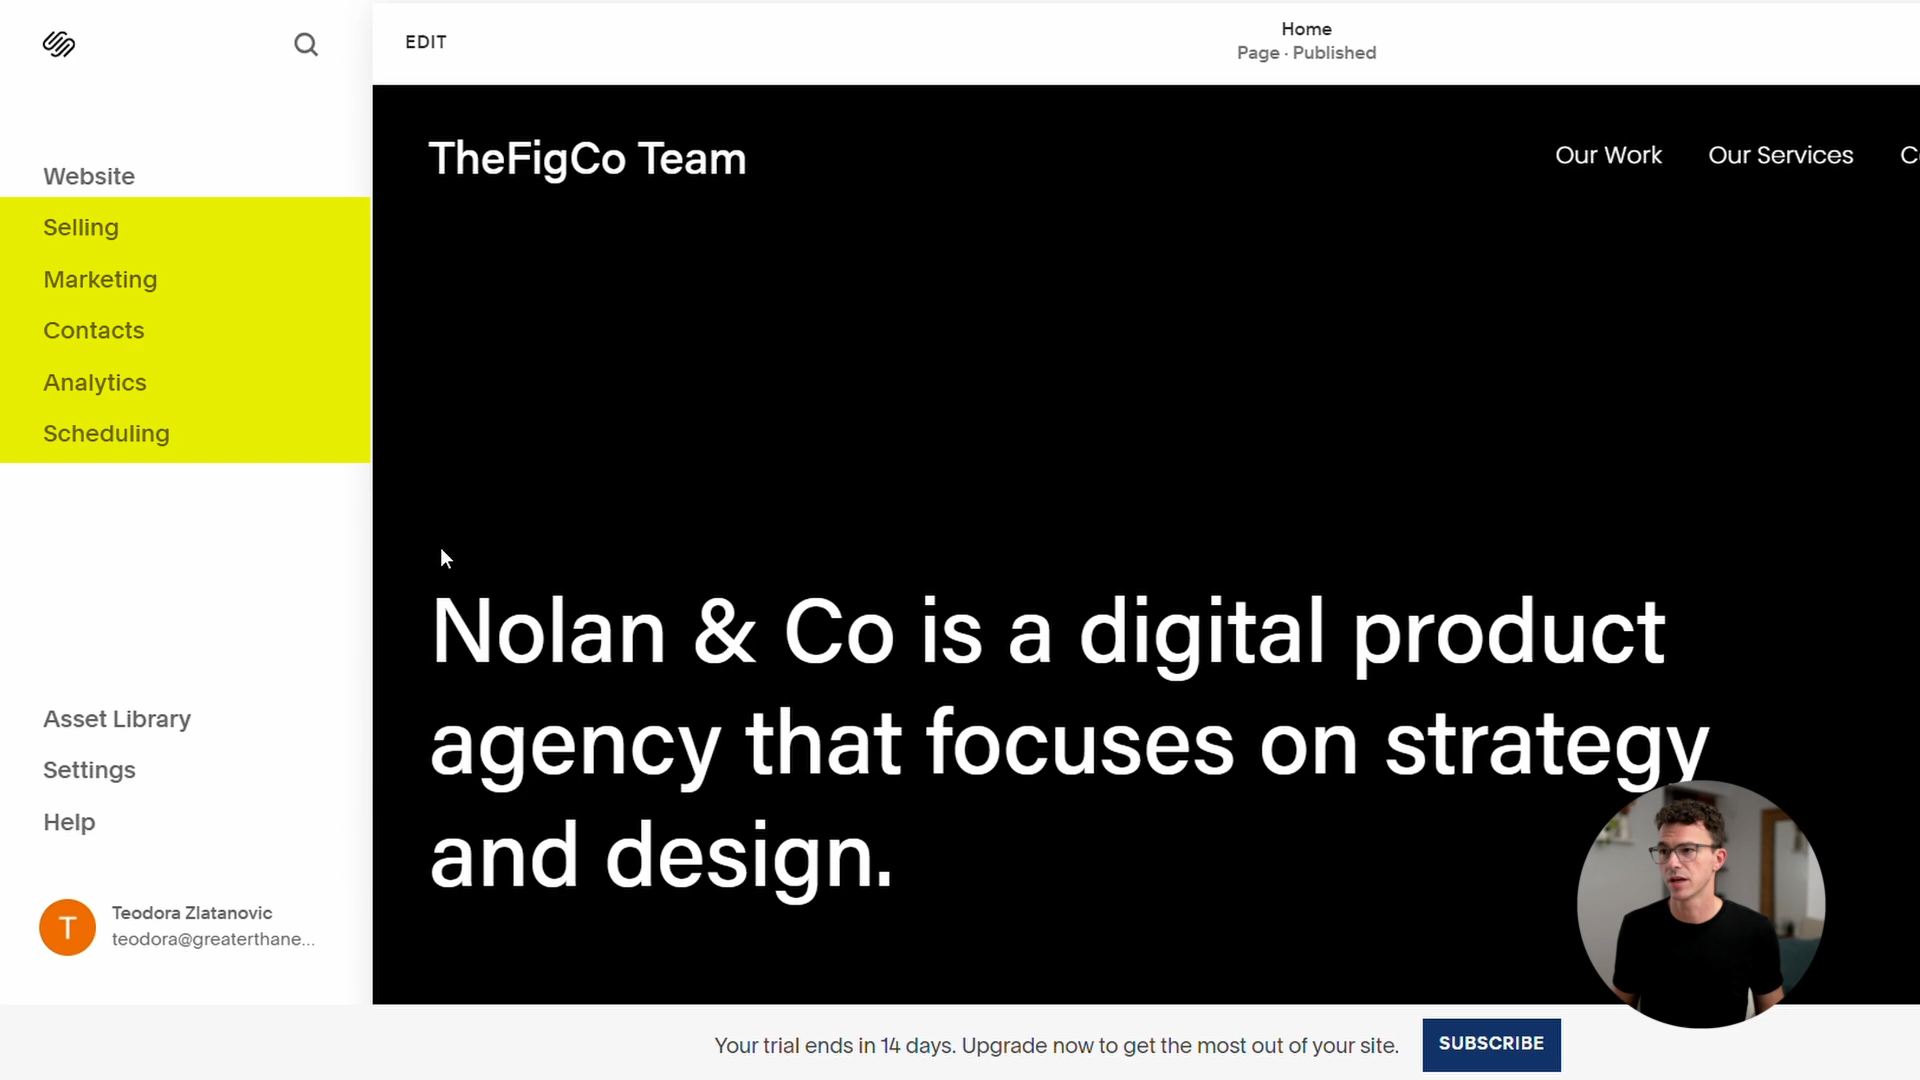 EDIT
Home
Page · Published
Website
Selling
Marketing
Contacts
Analytics
Scheduling
Asset Library
Settings
Help
T
Teodora Zlatanovic
teodora@greaterthane...
TheFigCo Team
Our Work Our Services
Nolan & Co is a digital product
agency that focuses on strategy
and design.
Your trial ends in 14 days. Upgrade now to get the most out of your site.
SUBSCRIBE